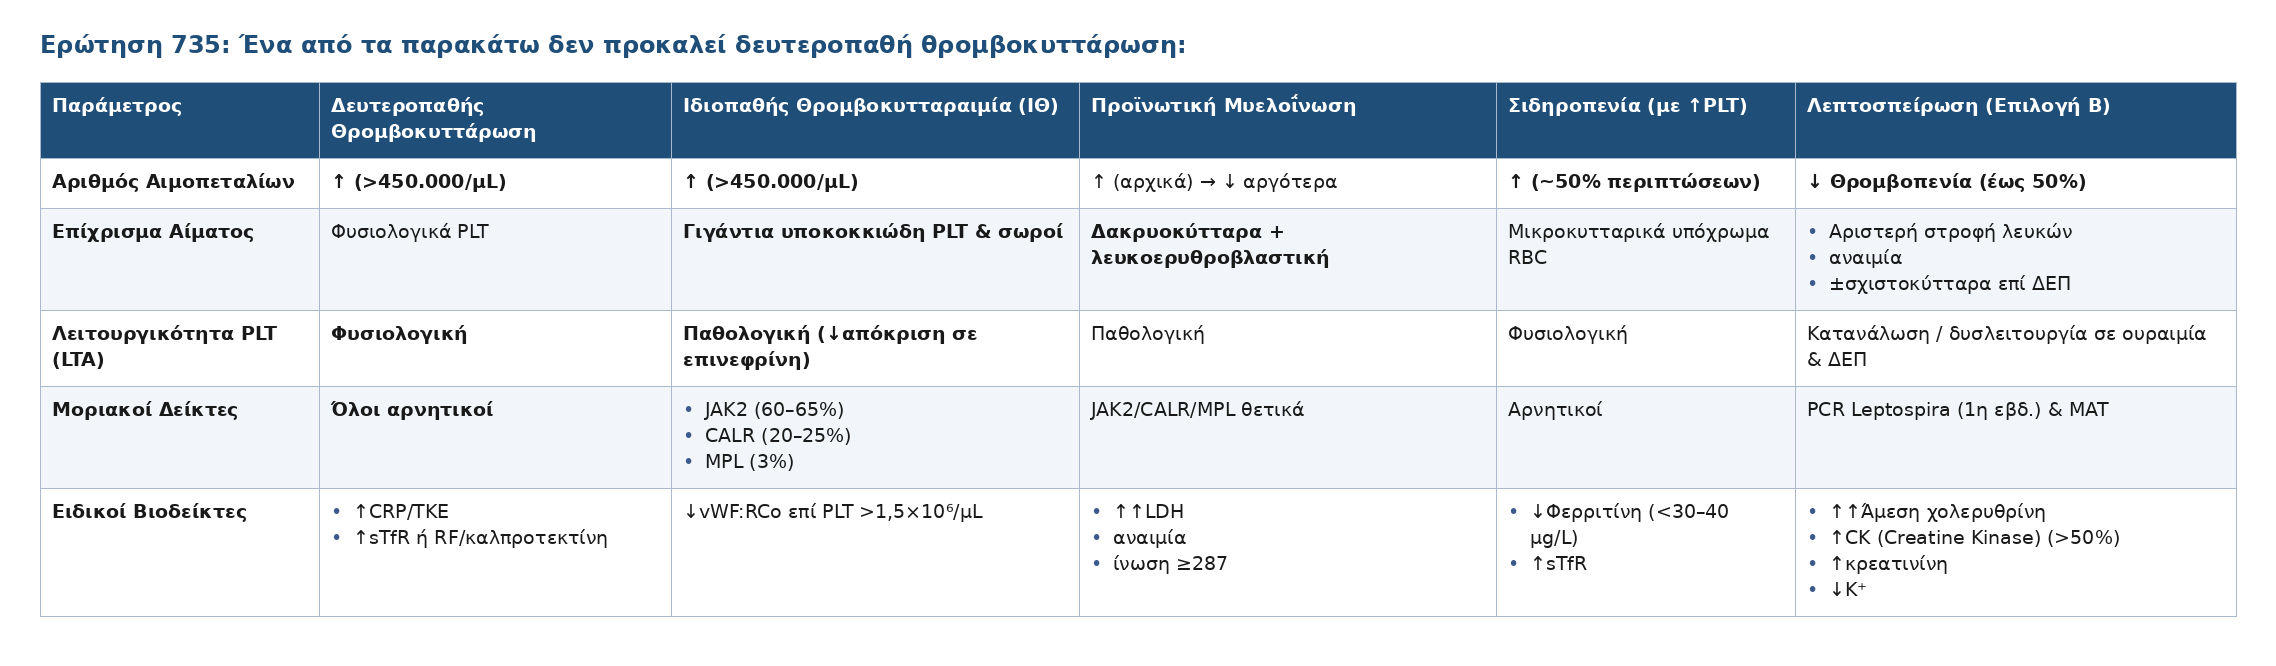 Ερώτηση 735: Ένα από τα παρακάτω δεν προκαλεί δευτεροπαθή θρομβοκυττάρωση:
Παράμετρος
Δευτεροπαθής
Θρομβοκυττάρωση
Ιδιοπαθής Θρομβοκυτταραιμία (ΙΘ)
Προϊνωτική Μυελοΐνωση
Σιδηροπενία (με ↑PLT)
Λεπτοσπείρωση (Επιλογή Β)
Αριθμός Αιμοπεταλίων
↑ (>450.000/μL)
↑ (>450.000/μL)
↑ (αρχικά) → ↓ αργότερα
↑ (~50% περιπτώσεων)
↓ Θρομβοπενία (έως 50%)
Επίχρισμα Αίματος
Φυσιολογικά PLT
Γιγάντια υποκοκκιώδη PLT & σωροί
Δακρυοκύτταρα +
λευκοερυθροβλαστική
Μικροκυτταρικά υπόχρωμα
RBC
• Αριστερή στροφή λευκών
• αναιμία
• ±σχιστοκύτταρα επί ΔΕΠ
Λειτουργικότητα PLT
(LTA)
Φυσιολογική
Παθολογική (↓απόκριση σε
επινεφρίνη)
Παθολογική
Φυσιολογική
Κατανάλωση / δυσλειτουργία σε ουραιμία
& ΔΕΠ
Μοριακοί Δείκτες
Όλοι αρνητικοί
• JAK2 (60–65%)
• CALR (20–25%)
• MPL (3%)
JAK2/CALR/MPL θετικά
Αρνητικοί
PCR Leptospira (1η εβδ.) & MAT
Ειδικοί Βιοδείκτες
• ↑CRP/ΤΚΕ
• ↑sTfR ή RF/καλπροτεκτίνη
↓vWF:RCo επί PLT >1,5×10⁶/μL
• ↑↑LDH
• αναιμία
• ίνωση ≥287
• ↓Φερριτίνη (<30–40
μg/L)
• ↑sTfR
• ↑↑Άμεση χολερυθρίνη
• ↑CK (Creatine Kinase) (>50%)
• ↑κρεατινίνη
• ↓K⁺